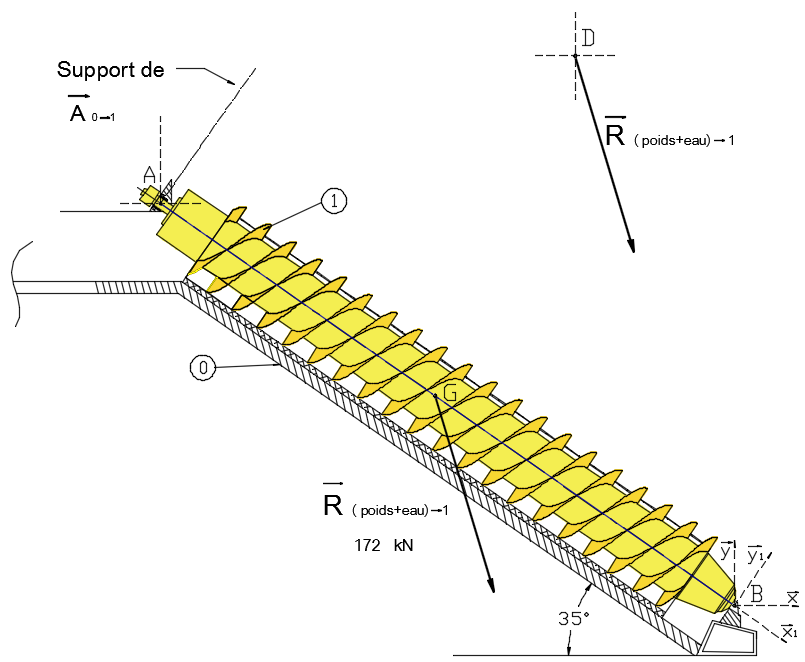 D
Support de
A 0→1
R (poids+eau)→1
A
1
0
G
R (poids+eau)→1
172 kN
y y1
B
x
35°
x1